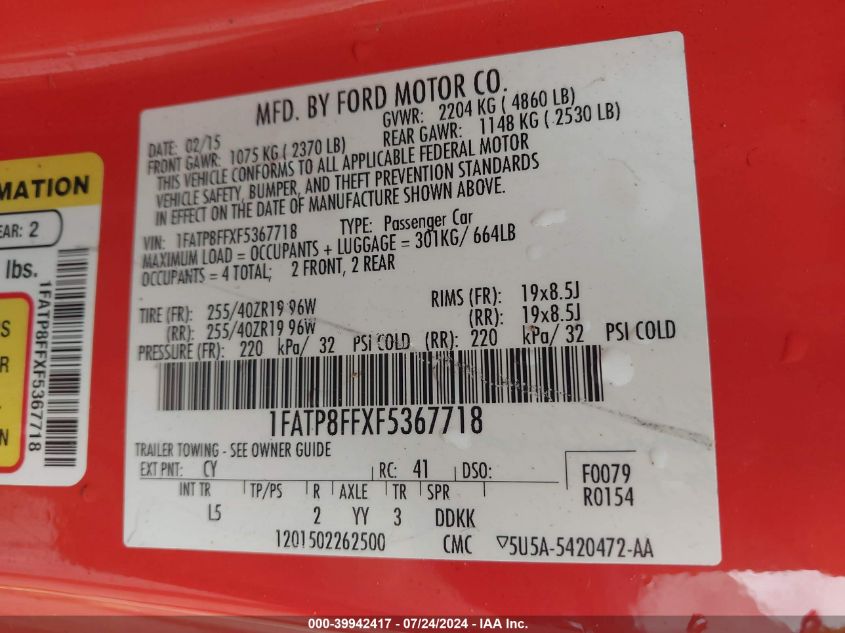 MFD. BY FORD MOTOR CO.
DATE: 02/15 GVWR: 2204 KG ( 4860 LB)
FRONT GAWR: 1075 KG ( 2370 LB) REAR GAWR: 1148 KG ( 2530 LB)
THIS VEHICLE CONFORMS TO ALL APPLICABLE FEDERAL MOTOR
VEHICLE SAFETY, BUMPER, AND THEFT PREVENTION STANDARDS
IN EFFECT ON THE DATE OF MANUFACTURE SHOWN ABOVE.
VIN: 1FATP8FFXF5367718 TYPE: Passenger Car
MAXIMUM LOAD = OCCUPANTS + LUGGAGE = 301KG/ 664LB
OCCUPANTS = 4 TOTAL; 2 FRONT, 2 REAR
TIRE (FR): 255/40ZR19 96W RIMS (FR): 19x8.5J
(RR): 255/40ZR19 96W (RR): 19x8.5J
PRESSURE (FR): 220 kPa/ 32 PSI COLD (RR): 220 kPa/ 32 PSI COLD
1FATP8FFXF5367718
TRAILER TOWING - SEE OWNER GUIDE
EXT PNT: CY RC: 41 DSO: F0079
INT TR TP/PS R AXLE TR SPR R0154
L5 2 YY 3 DDKK
1201502262500 CMC ▽5U5A-5420472-AA
MATION
EAR: 2
lbs.
1FATP8FFXF5367718
S
R
N
000-39942417 - 07/24/2024 - IAA Inc.